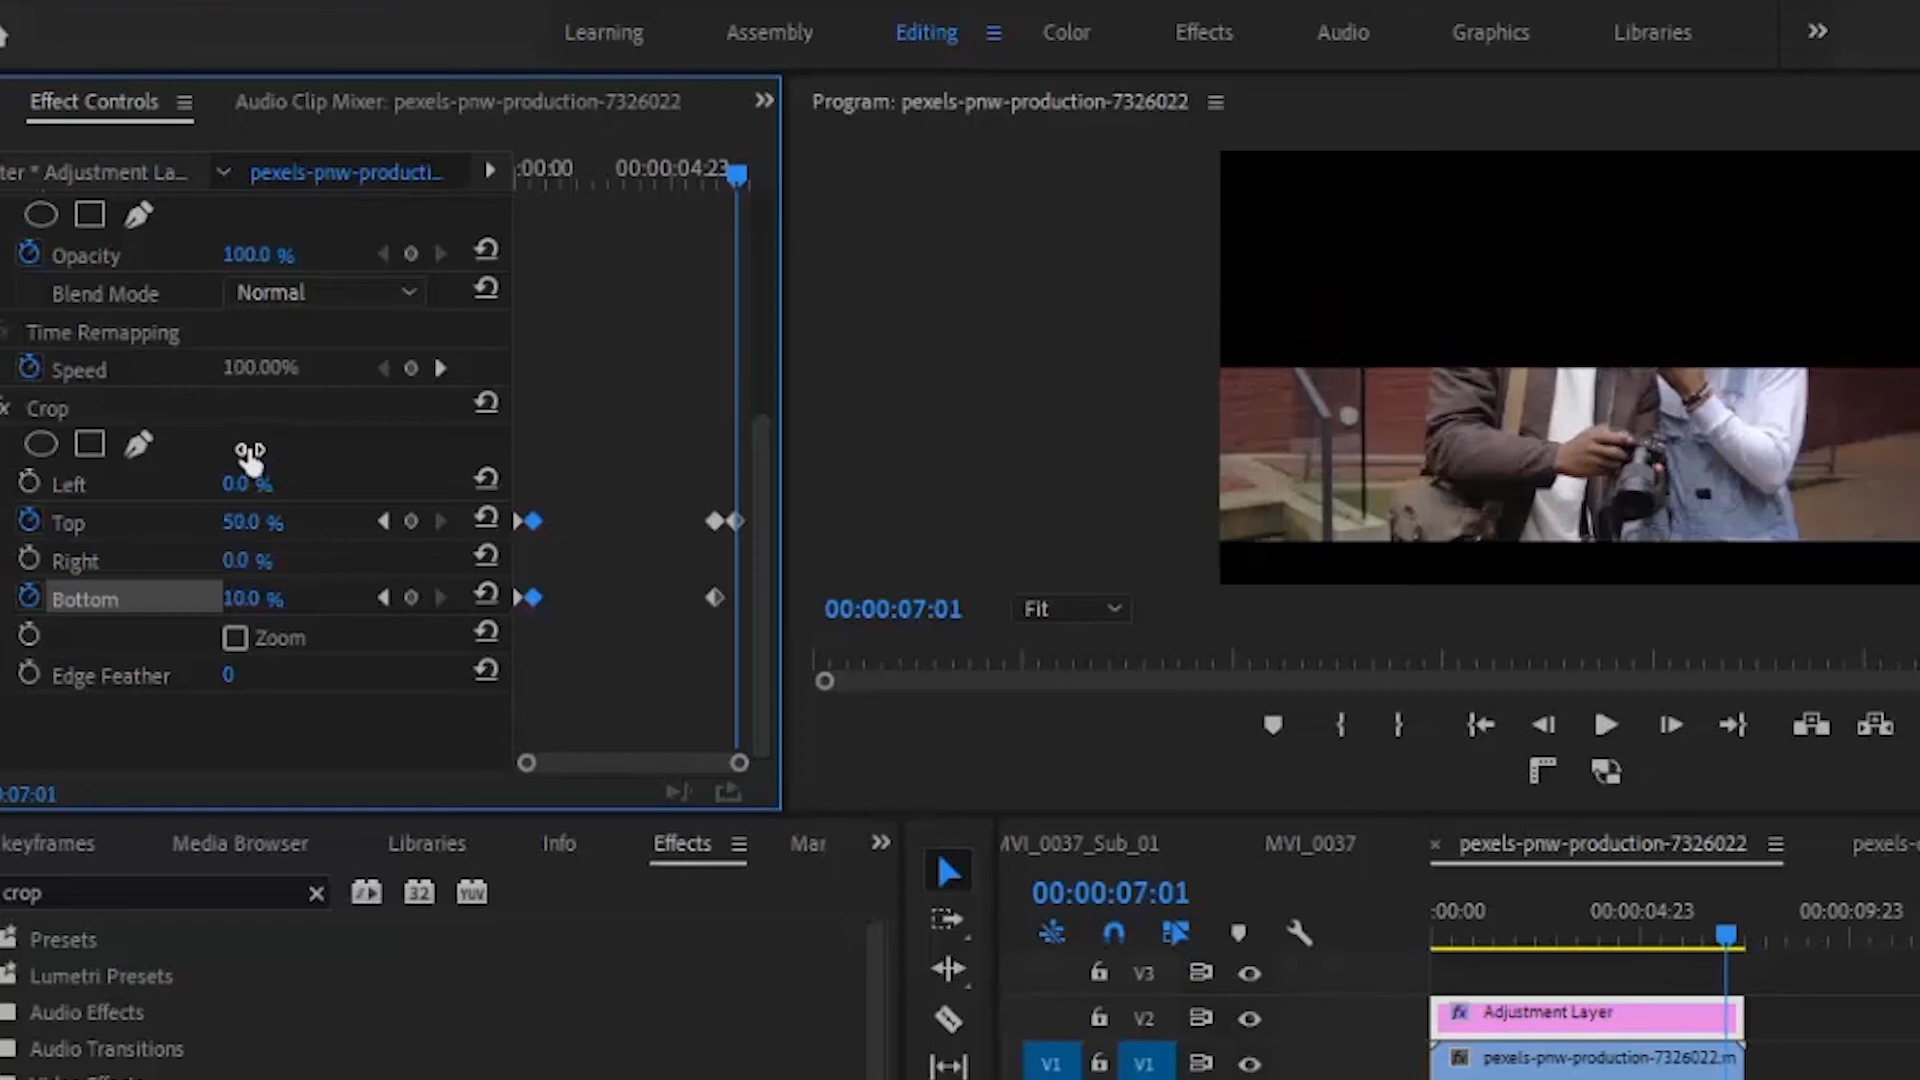 Learning Assembly Editing Color Effects Audio Graphics Libraries
Effect Controls Audio Clip Mixer: pexels-pnw-production-7326022
Program: pexels-pnw-production-7326022
ter * Adjustment La... pexels-pnw-producti... :00:00 00:00:04:23
Opacity 100.0 %
Blend Mode Normal
Time Remapping
Speed 100.00%
Crop
Left 0.0 %
Top 50.0 %
Right 0.0 %
Bottom 10.0 %
Zoom
Edge Feather 0
:07:01
00:00:07:01 Fit
keyframes Media Browser Libraries Info Effects Mar
crop 32 YUV
Presets
Lumetri Presets
Audio Effects
Audio Transitions
MVI_0037_Sub_01 MVI_0037 × pexels-pnw-production-7326022 pexels-
00:00:07:01
:00:00 00:00:04:23 00:00:09:23
V3
V2 fx Adjustment Layer
V1 V1 fx pexels-pnw-production-7326022.m